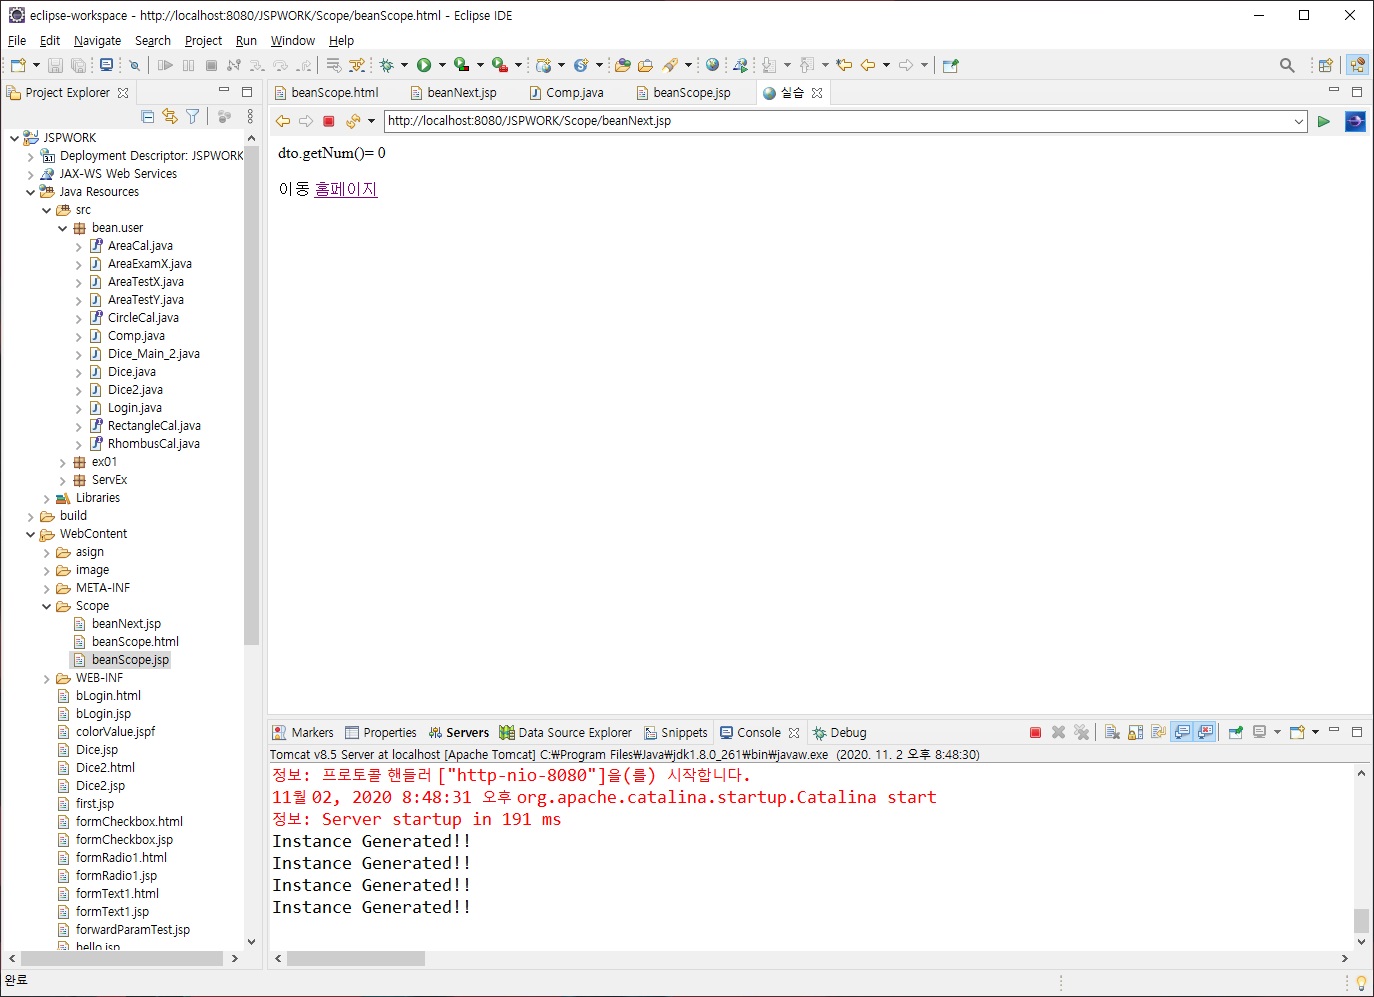 eclipse-workspace - http://localhost:8080/JSPWORK/Scope/beanScope.html - Eclipse IDE
File Edit Navigate Search Project Run Window Help
Project Explorer
beanScope.html beanNext.jsp Comp.java beanScope.jsp 실습
http://localhost:8080/JSPWORK/Scope/beanNext.jsp
dto.getNum()= 0
이동 홈페이지
JSPWORK
Deployment Descriptor: JSPWORK
JAX-WS Web Services
Java Resources
src
bean.user
AreaCal.java
AreaExamX.java
AreaTestX.java
AreaTestY.java
CircleCal.java
Comp.java
Dice_Main_2.java
Dice.java
Dice2.java
Login.java
RectangleCal.java
RhombusCal.java
ex01
ServEx
Libraries
build
WebContent
asign
image
META-INF
Scope
beanNext.jsp
beanScope.html
beanScope.jsp
WEB-INF
bLogin.html
bLogin.jsp
colorValue.jspf
Dice.jsp
Dice2.html
Dice2.jsp
first.jsp
formCheckbox.html
formCheckbox.jsp
formRadio1.html
formRadio1.jsp
formText1.html
formText1.jsp
forwardParamTest.jsp
hello.jsp
Markers Properties Servers Data Source Explorer Snippets Console Debug
Tomcat v8.5 Server at localhost [Apache Tomcat] C:₩Program Files₩Java₩jdk1.8.0_261₩bin₩javaw.exe (2020. 11. 2 오후 8:48:30)
정보: 프로토콜 핸들러 ["http-nio-8080"]을(를) 시작합니다.
11월 02, 2020 8:48:31 오후 org.apache.catalina.startup.Catalina start
정보: Server startup in 191 ms
Instance Generated!!
Instance Generated!!
Instance Generated!!
Instance Generated!!
완료